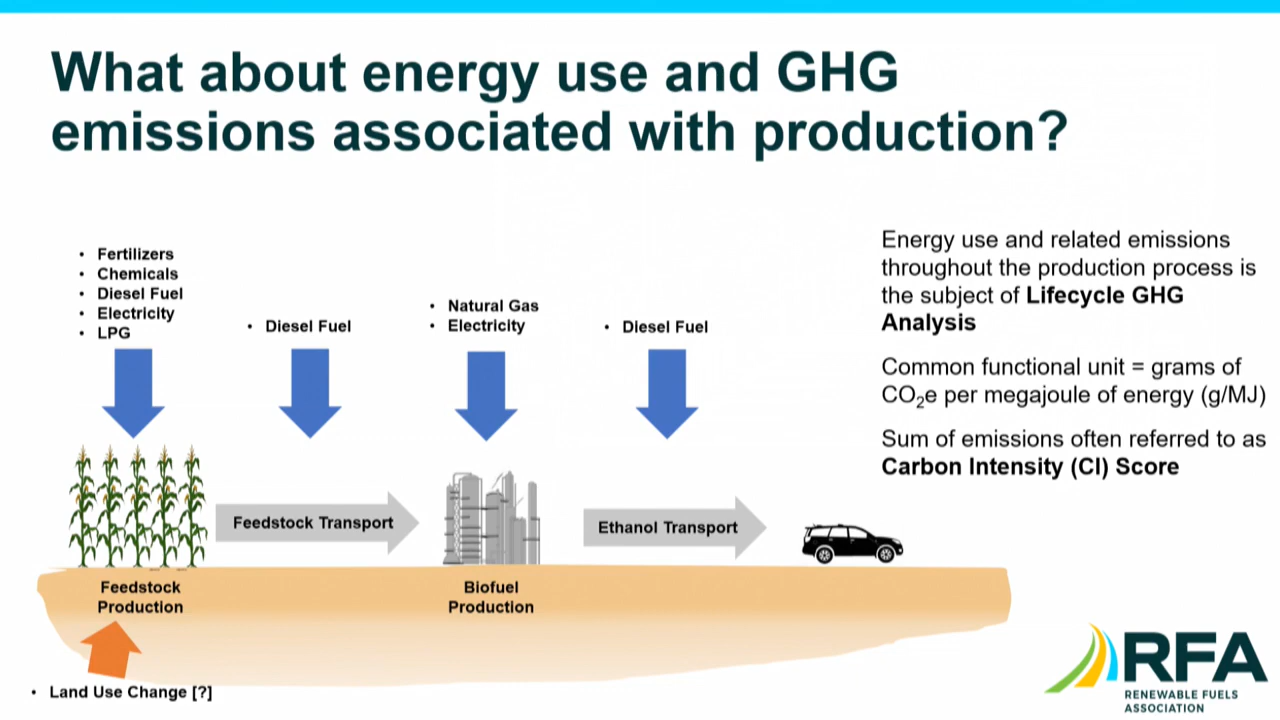 What about energy use and GHG
emissions associated with production?
• Fertilizers
• Chemicals
• Diesel Fuel
• Electricity
• LPG
• Diesel Fuel
• Natural Gas
• Electricity
• Diesel Fuel
Energy use and related emissions
throughout the production process is
the subject of Lifecycle GHG
Analysis
Common functional unit = grams of
CO₂e per megajoule of energy (g/MJ)
Sum of emissions often referred to as
Carbon Intensity (CI) Score
Feedstock Transport
Ethanol Transport
Feedstock
Production
Biofuel
Production
• Land Use Change [?]
RFA
RENEWABLE FUELS
ASSOCIATION